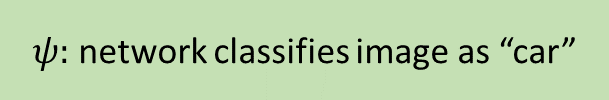 ψ: network classifies image as “car”